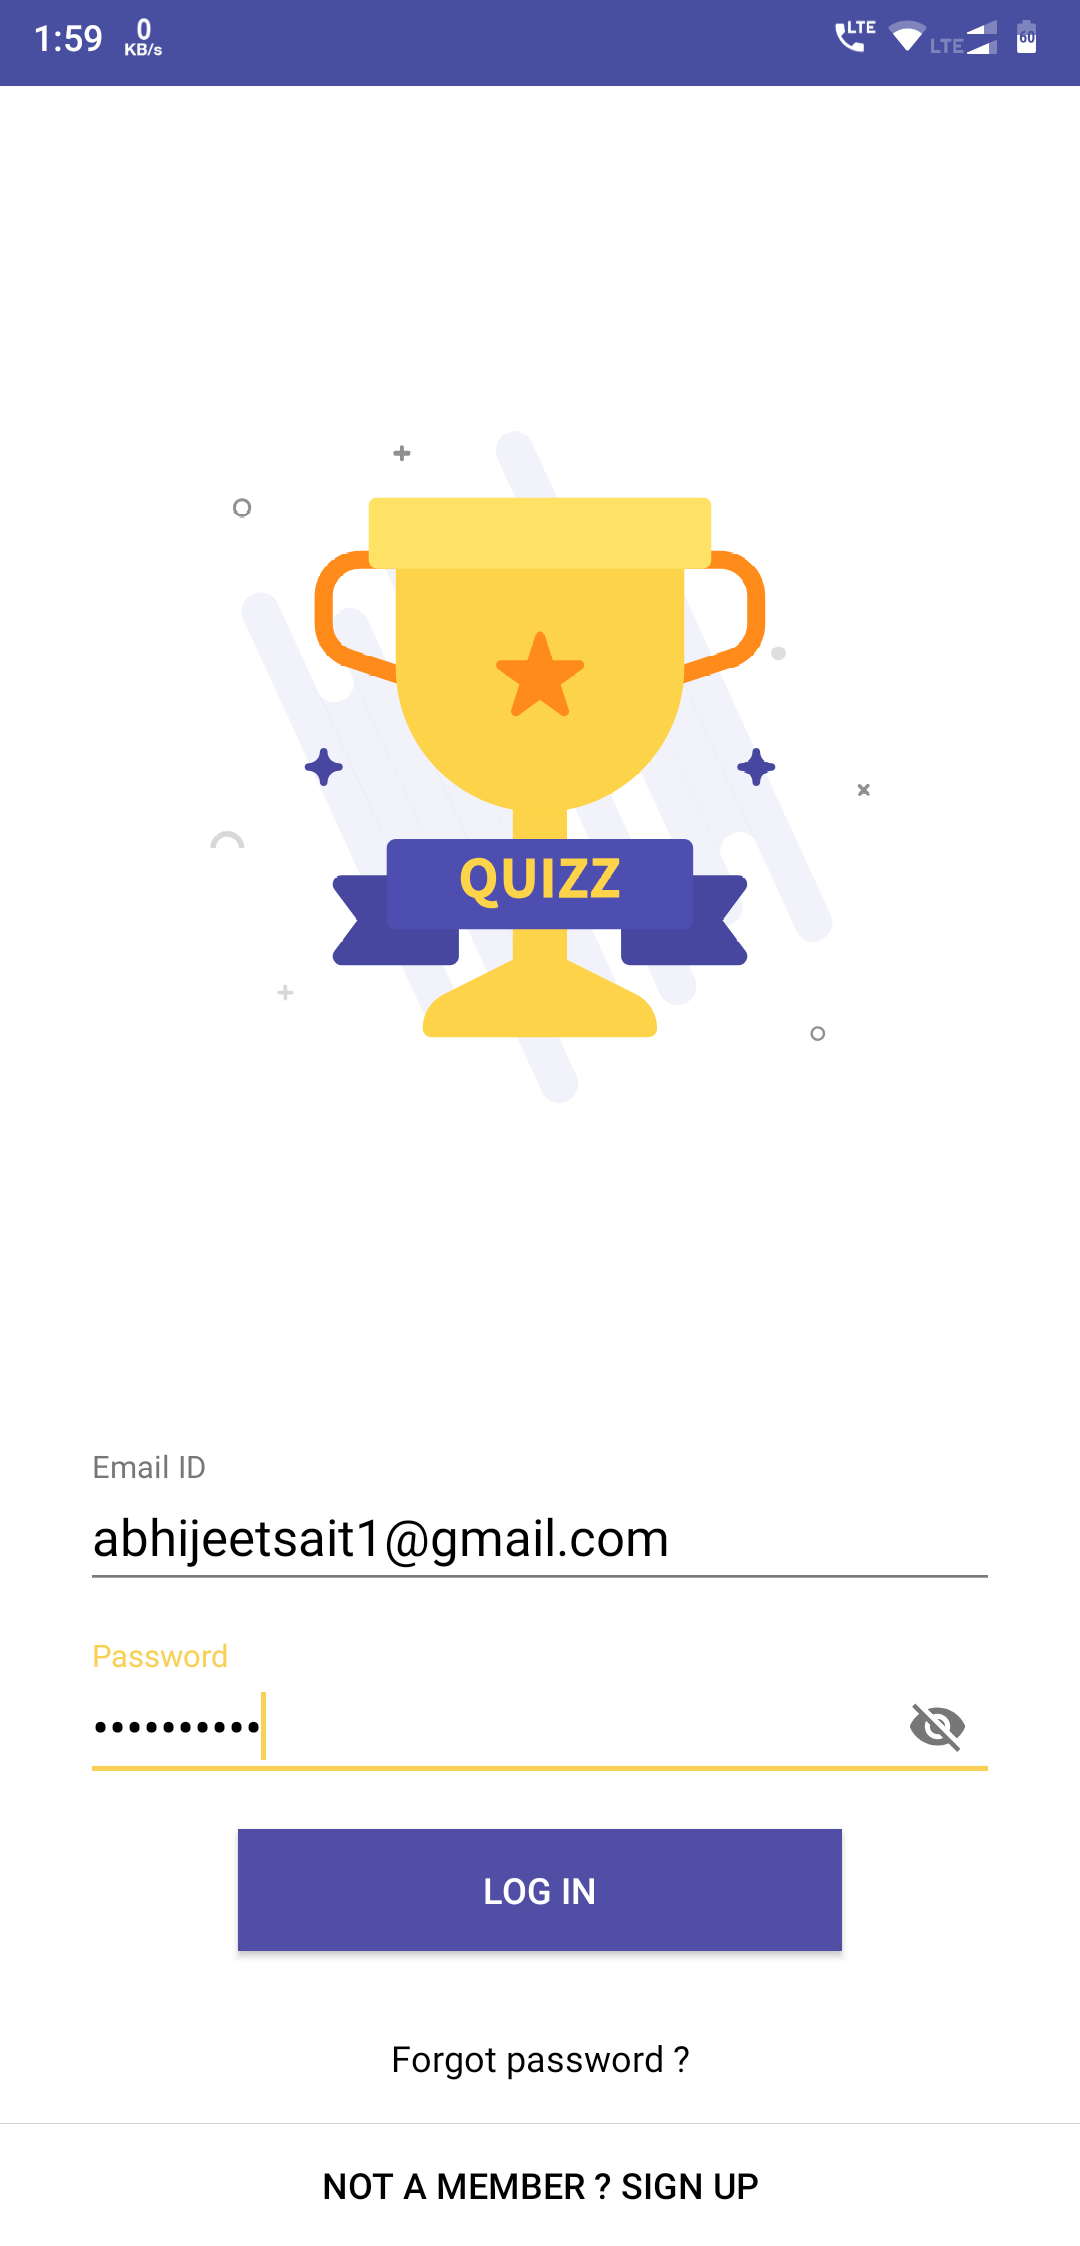 1:59 0 KB/s LTE LTE 60
QUIZZ
Email ID
abhijeetsait1@gmail.com
Password
••••••••••
LOG IN
Forgot password ?
NOT A MEMBER ? SIGN UP